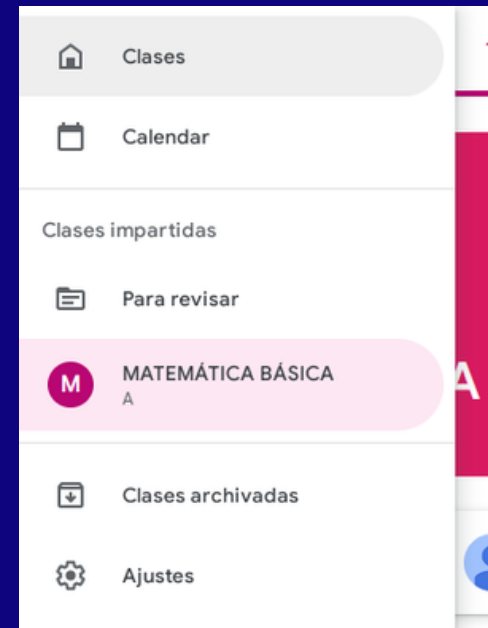 Clases
Calendar
Clases impartidas
Para revisar
M
MATEMÁTICA BÁSICA
A
A
Clases archivadas
Ajustes